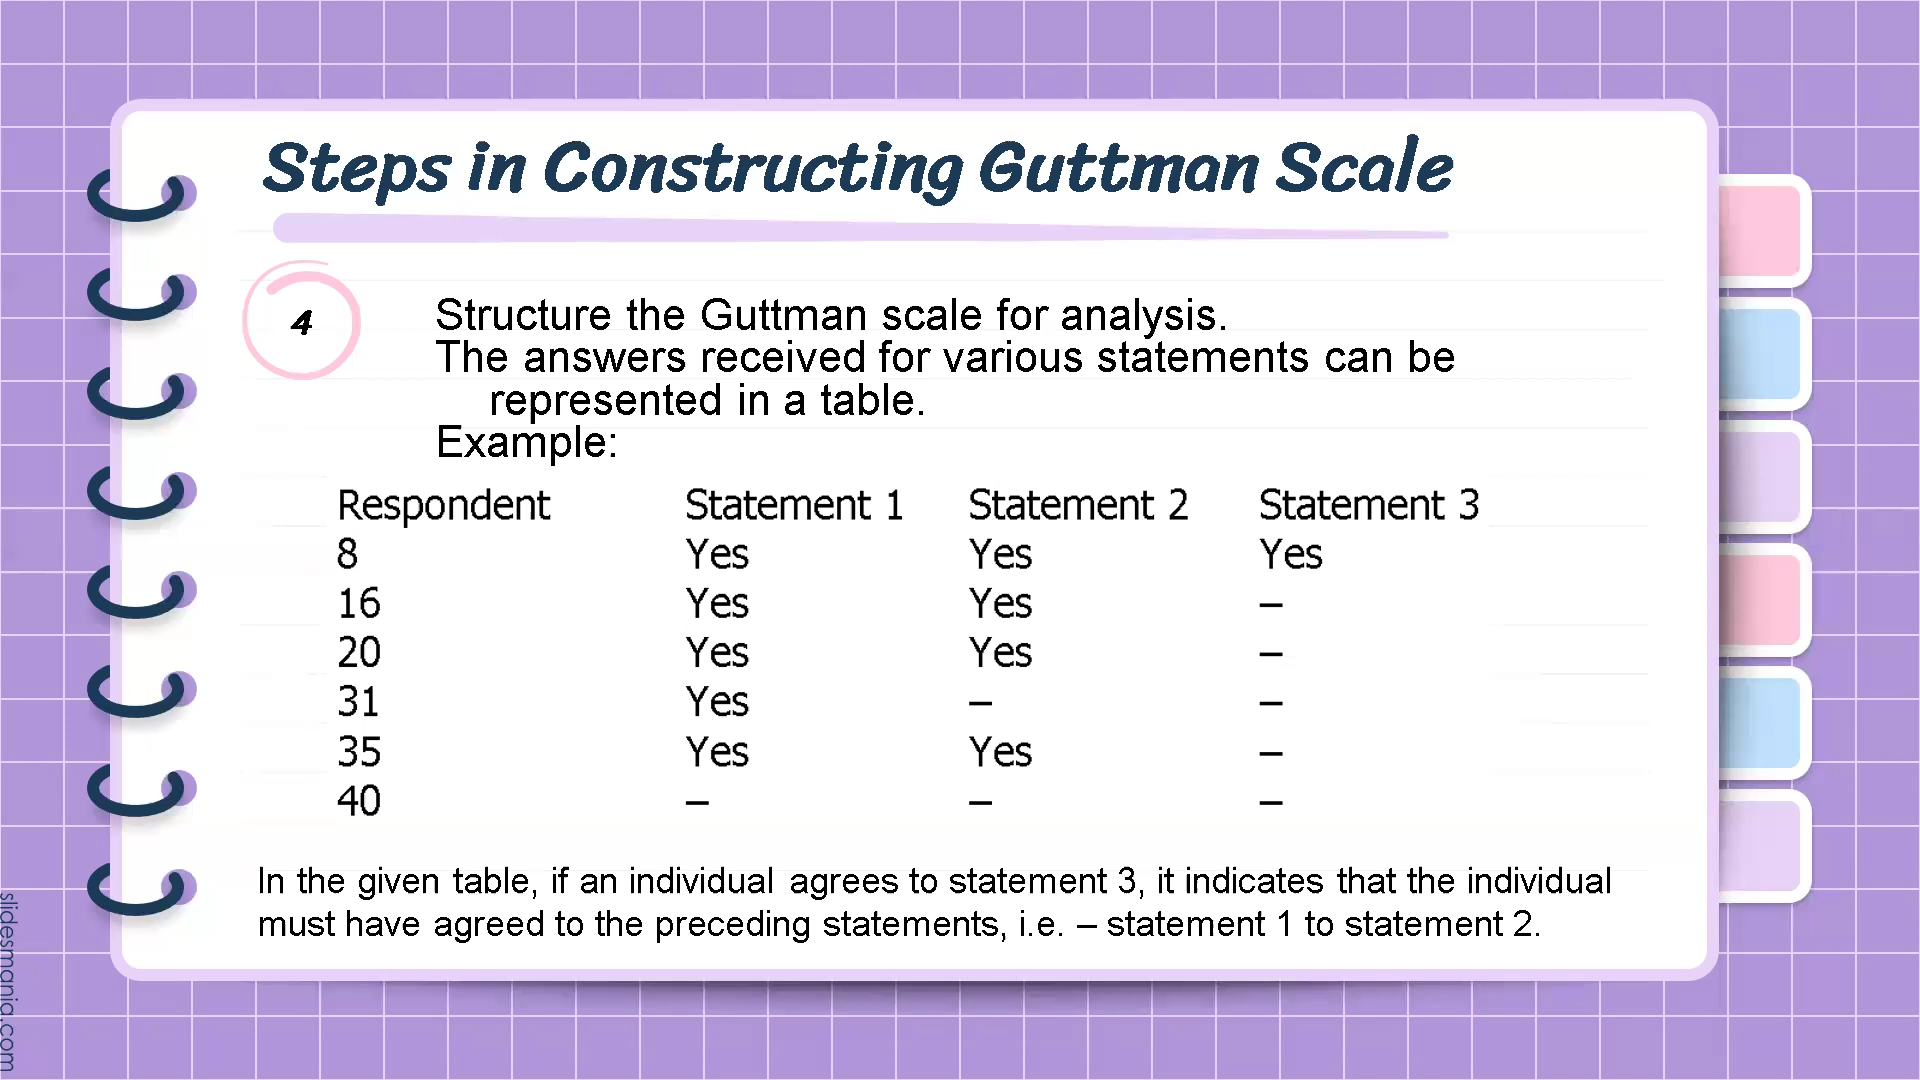 Steps in Constructing Guttman Scale
4
Structure the Guttman scale for analysis.
The answers received for various statements can be
represented in a table.
Example:
Respondent Statement 1 Statement 2 Statement 3
8 Yes Yes Yes
16 Yes Yes –
20 Yes Yes –
31 Yes – –
35 Yes Yes –
40 – – –
In the given table, if an individual agrees to statement 3, it indicates that the individual
must have agreed to the preceding statements, i.e. – statement 1 to statement 2.
slidesmania.com